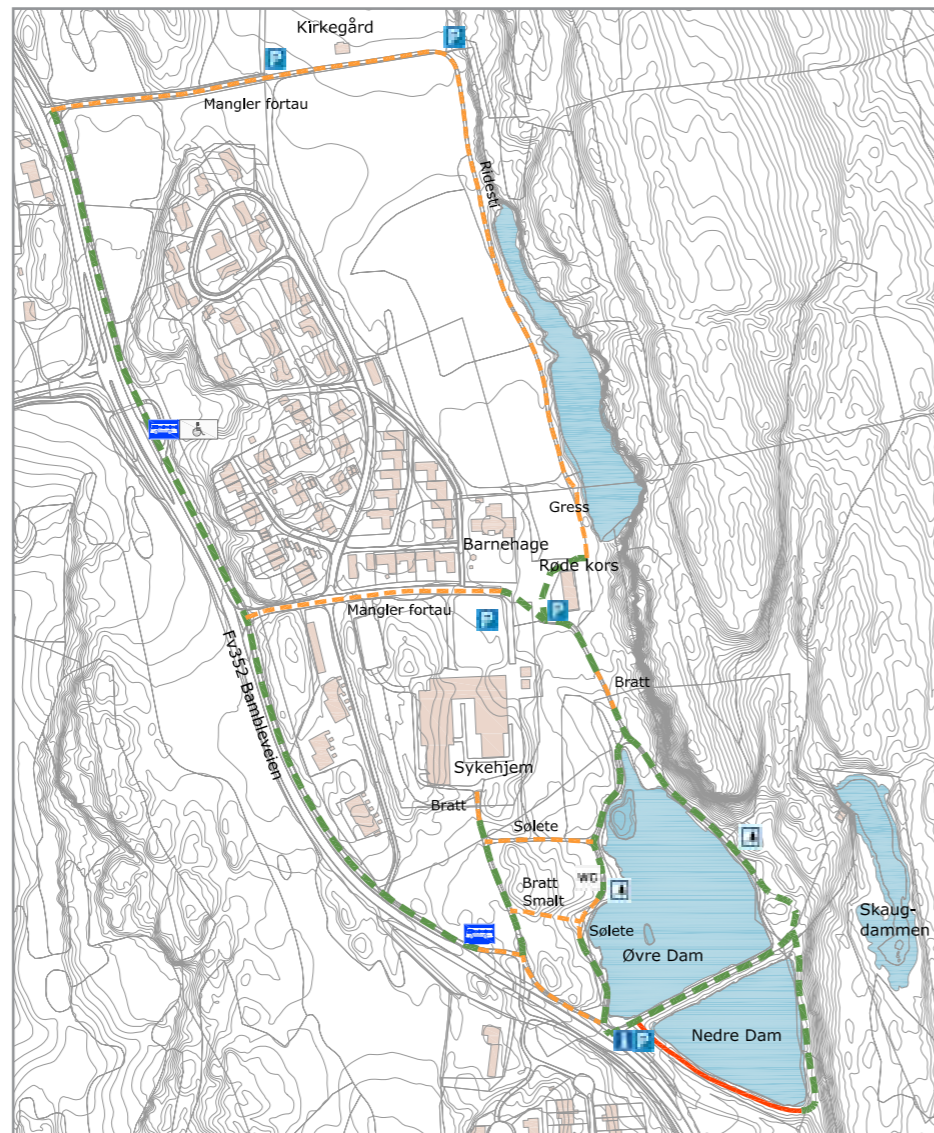 Kirkegård
P
P
Mangler fortau
Ridesti
Gress
Barnehage
Røde kors
Mangler fortau
P
P
Fv352 Bambleveien
Bratt
Sykehjem
Bratt
Sølete
WC
Bratt
Smalt
Sølete
Øvre Dam
Skaug-
dammen
Nedre Dam
P